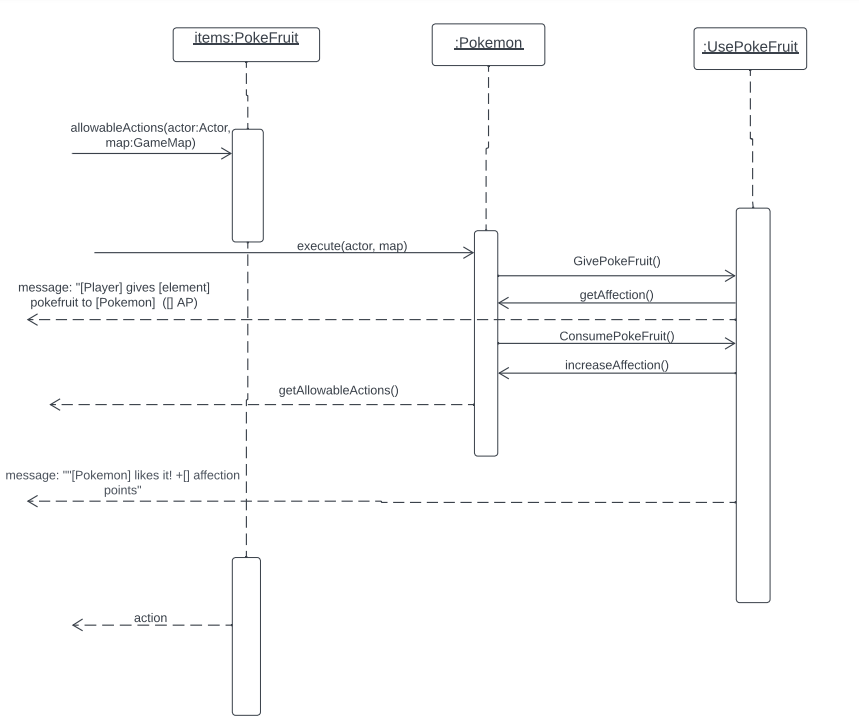 items:PokeFruit
:Pokemon
:UsePokeFruit
allowableActions(actor:Actor,
map:GameMap)
execute(actor, map)
GivePokeFruit()
message: "[Player] gives [element]
pokefruit to [Pokemon]  ([] AP)
getAffection()
ConsumePokeFruit()
increaseAffection()
getAllowableActions()
message: ""[Pokemon] likes it! +[] affection
points"
action